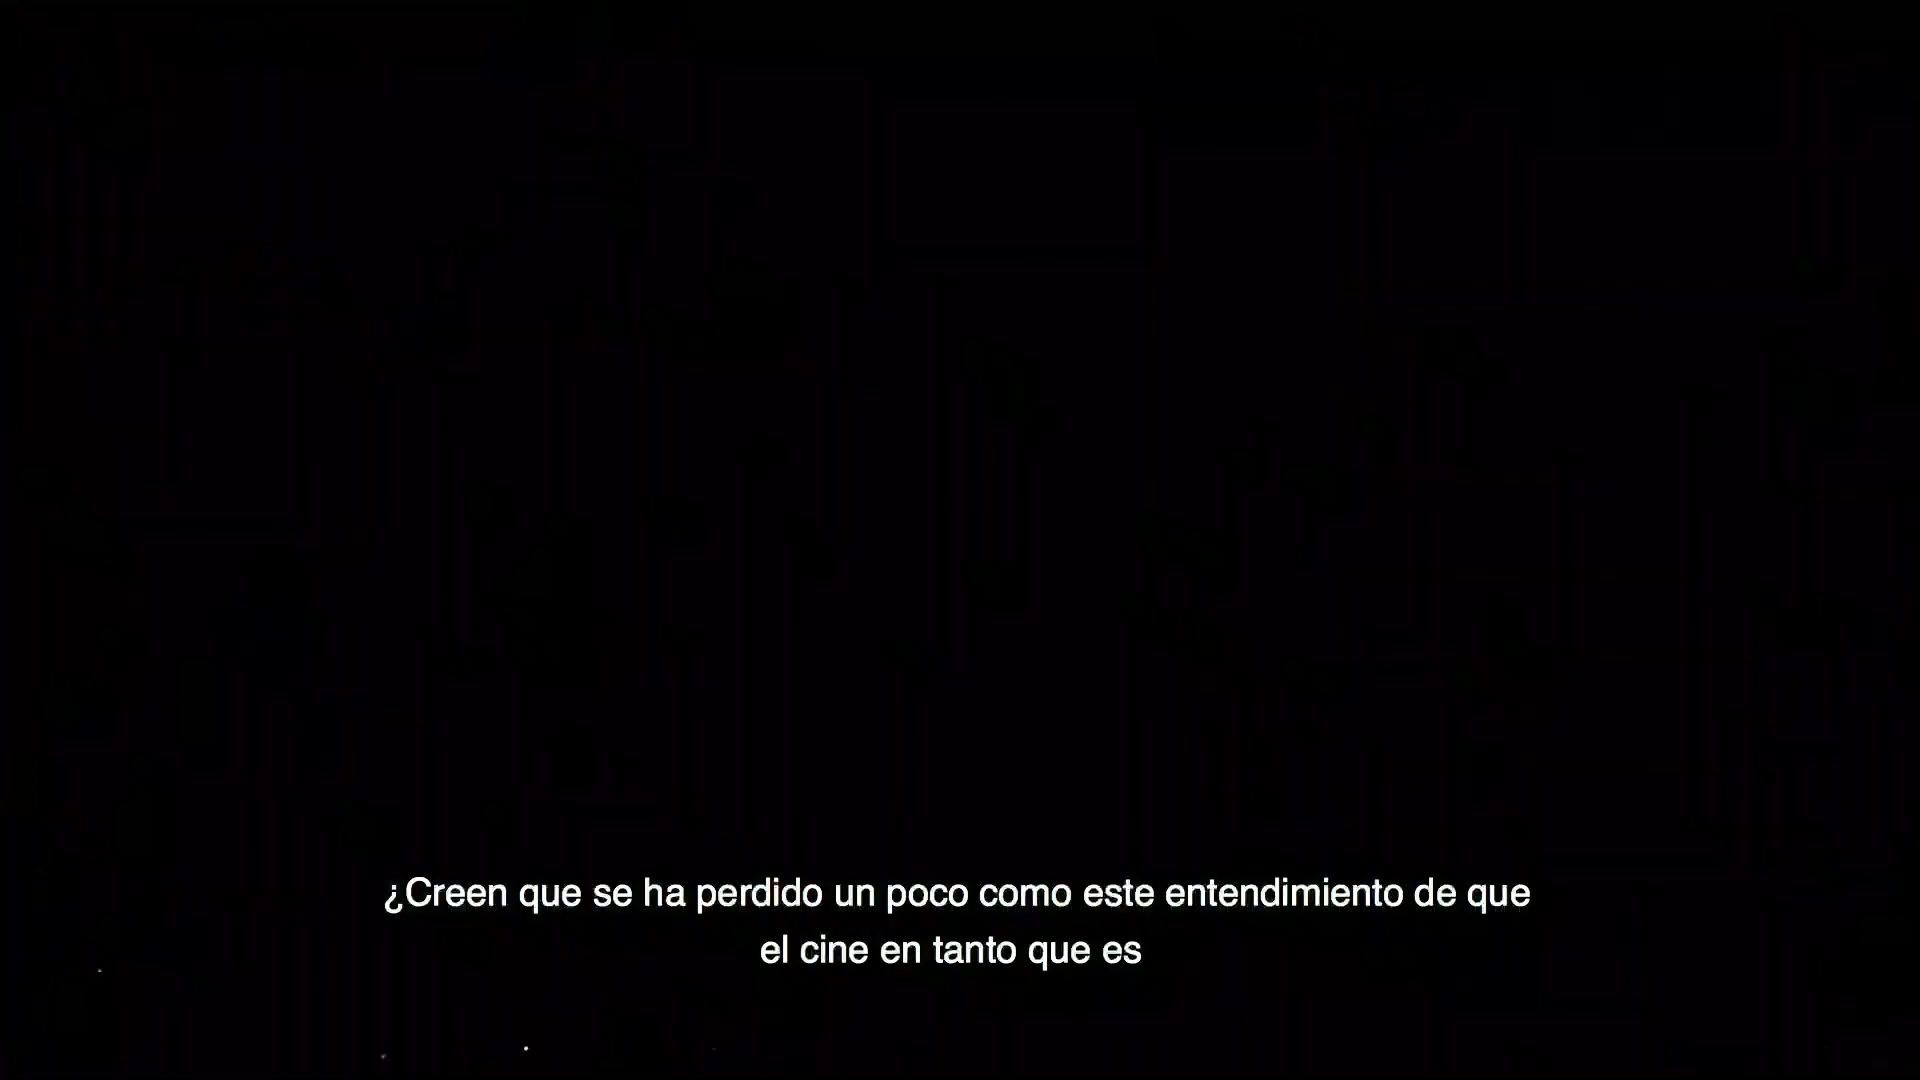 ¿Creen que se ha perdido un poco como este entendimiento de que
el cine en tanto que es